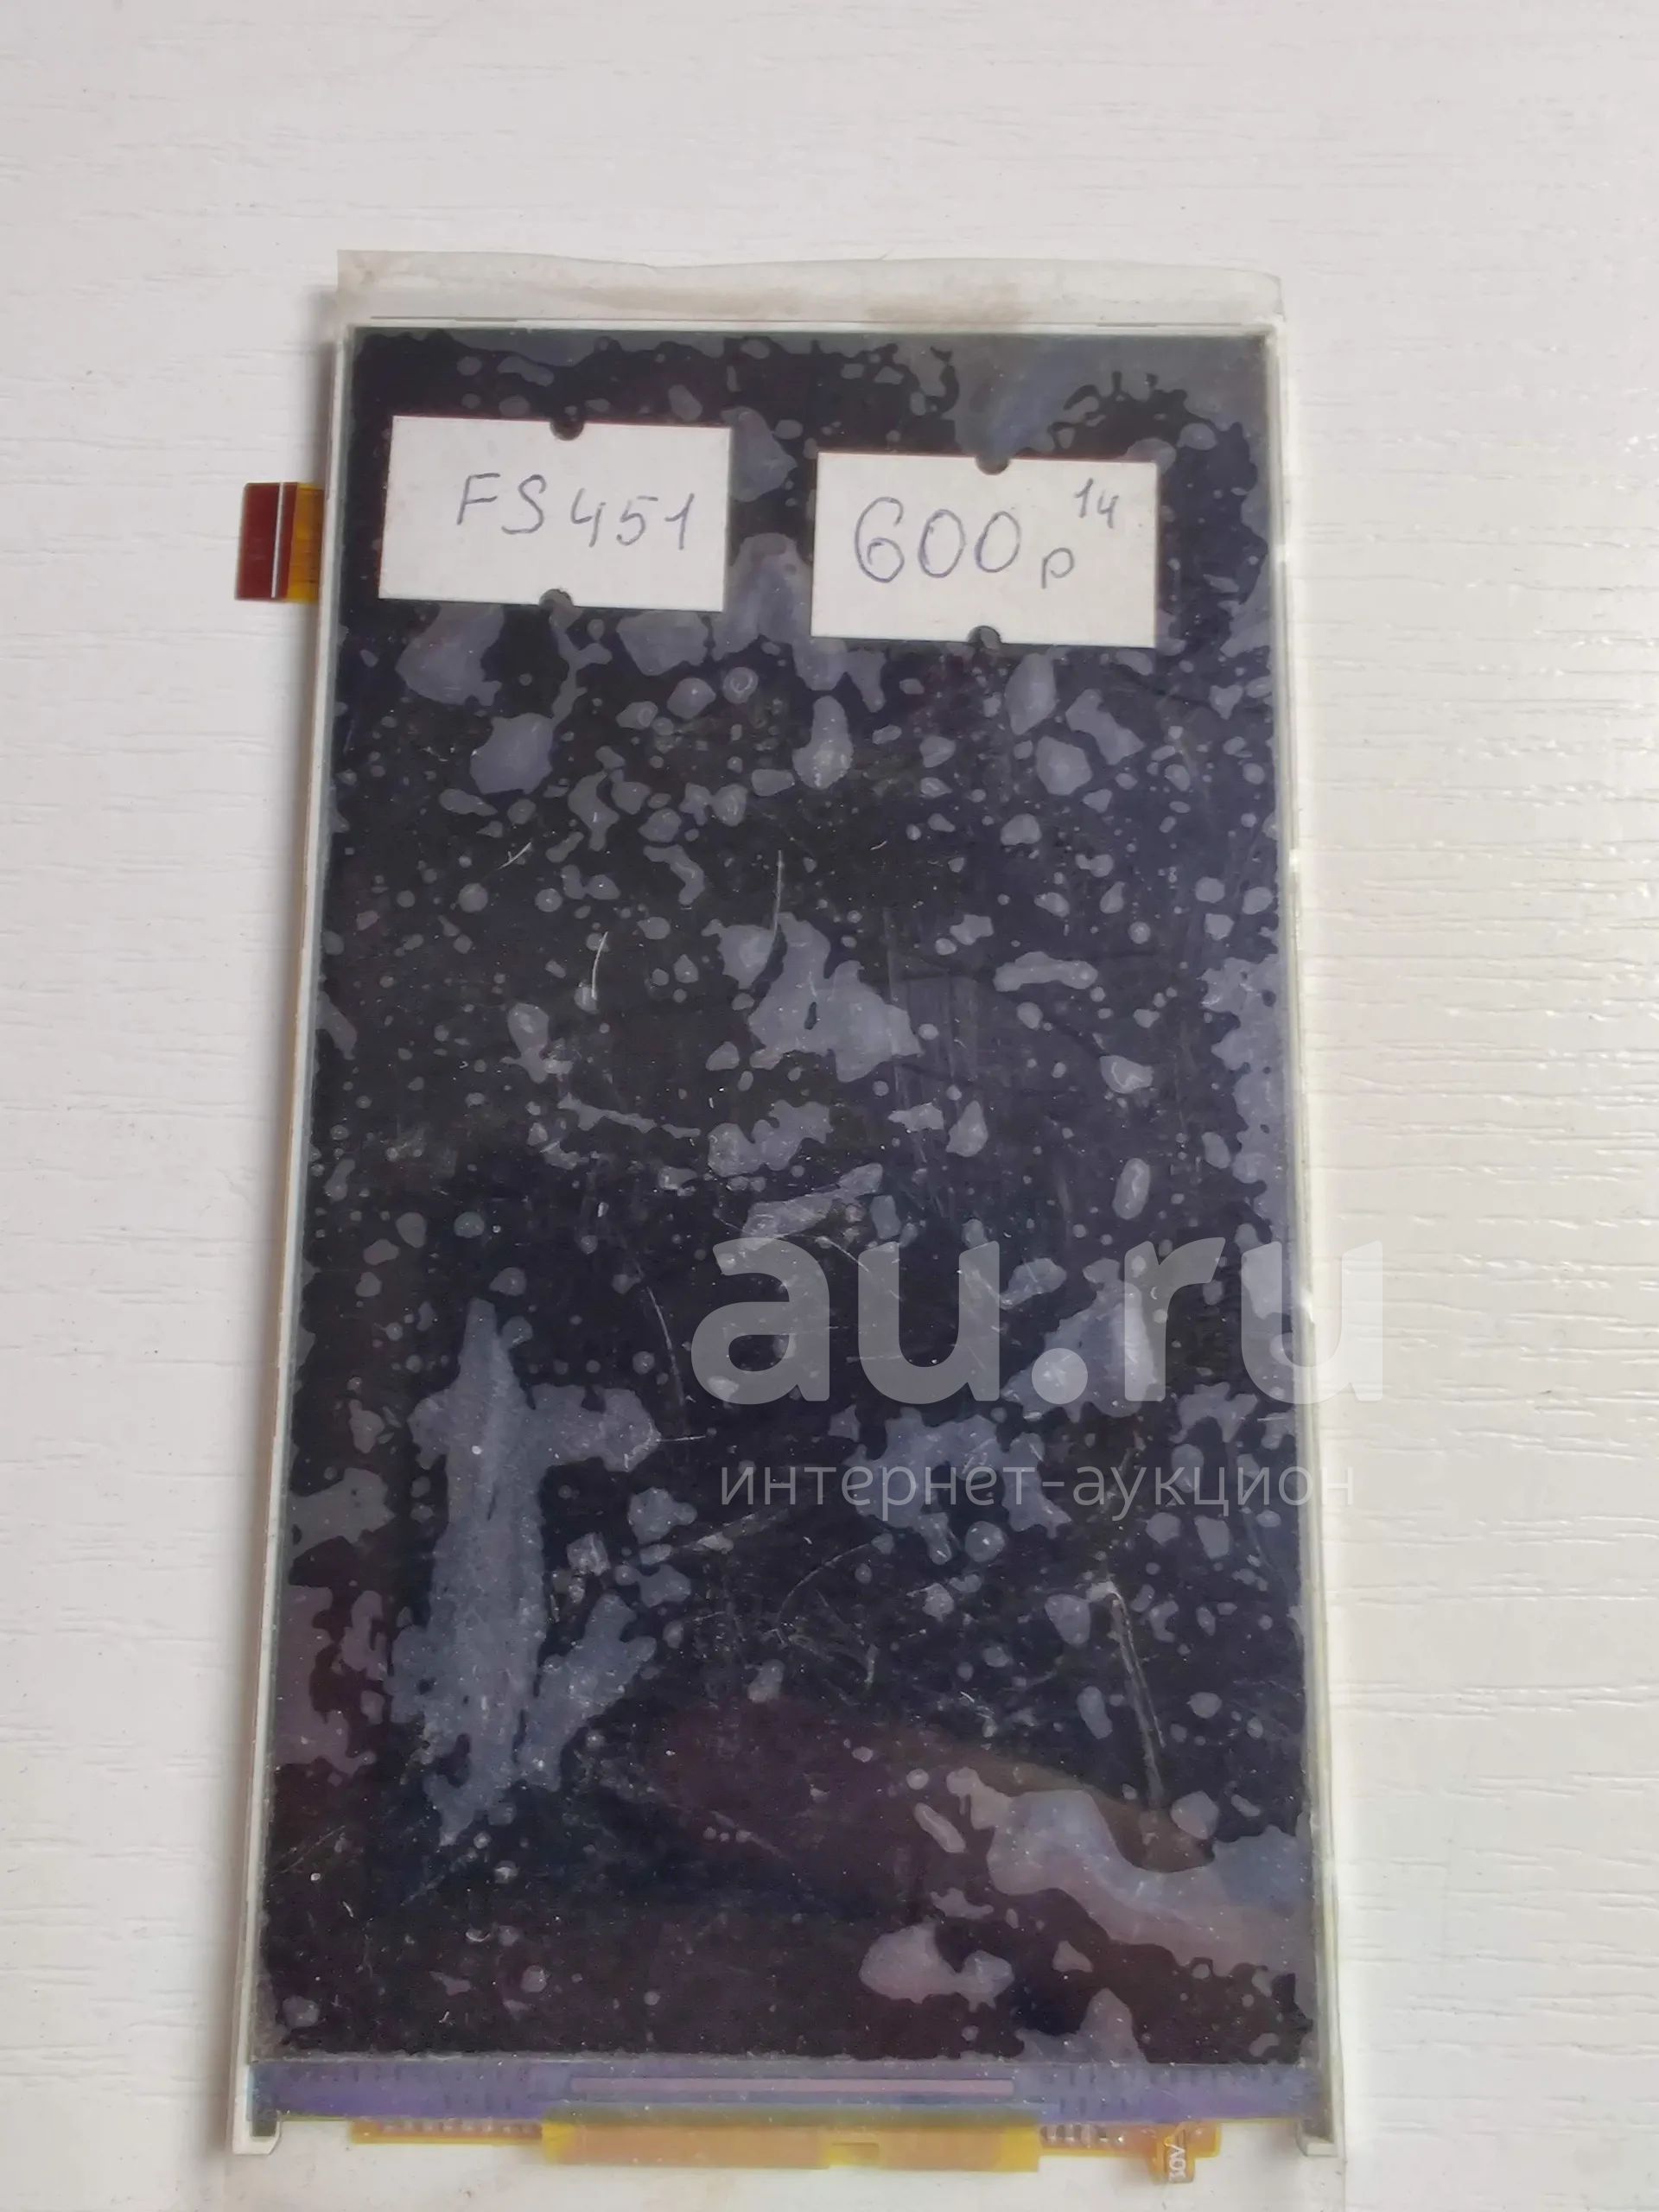 FS451
600р 14
au.ru
интернет-аукцион